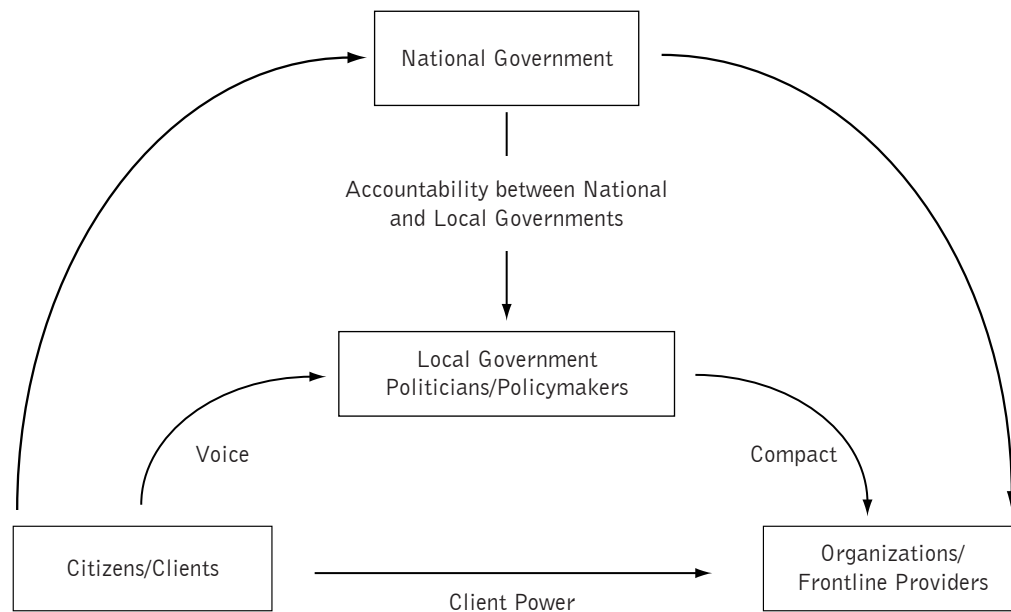 National Government
Accountability between National
and Local Governments
Local Government
Politicians/Policymakers
Voice
Compact
Citizens/Clients
Organizations/
Frontline Providers
Client Power